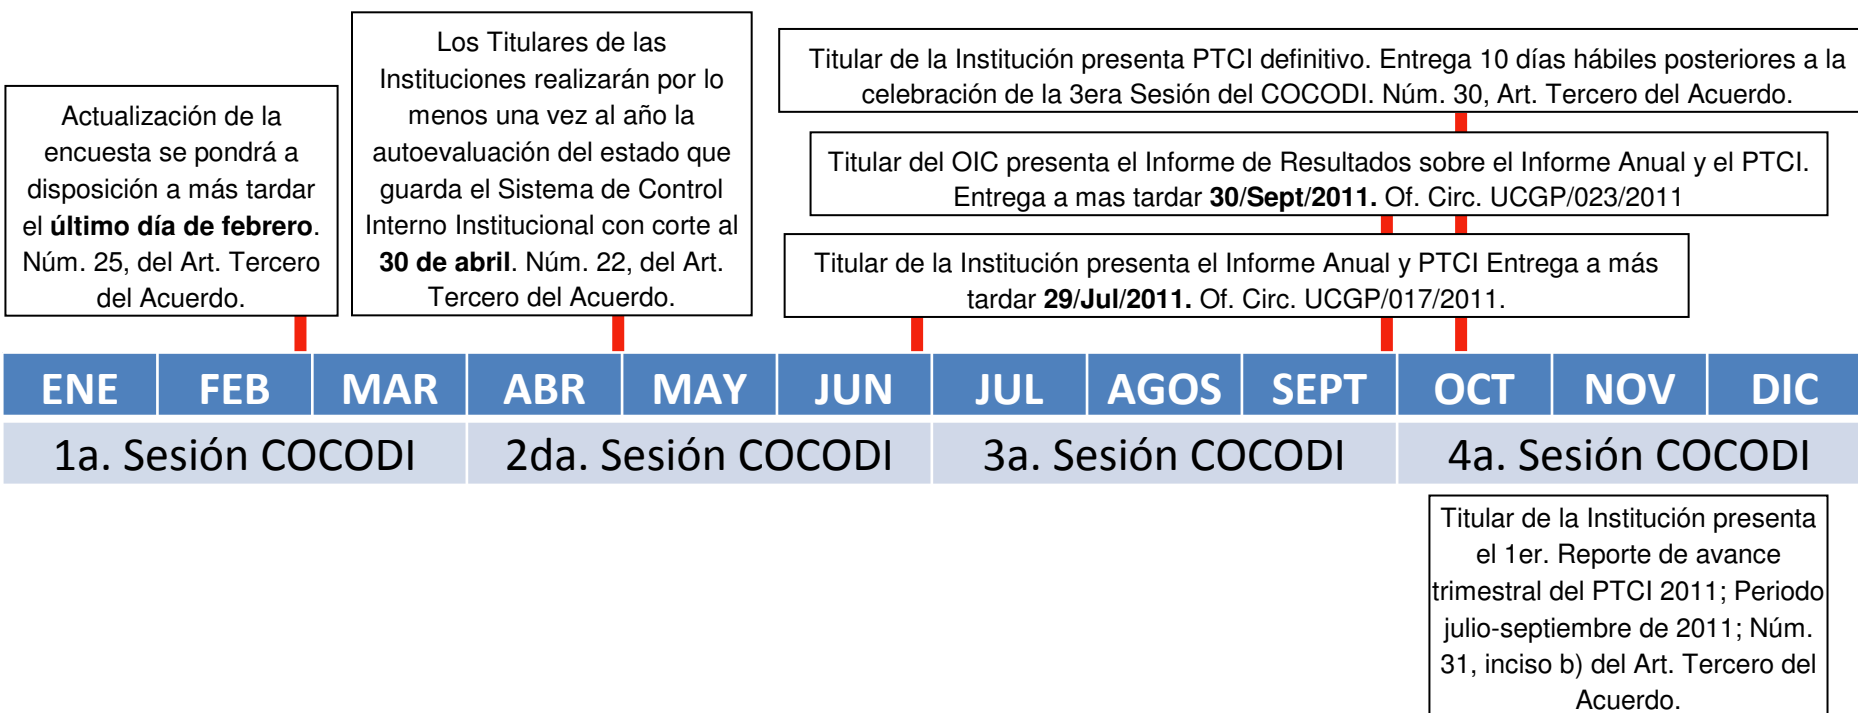 Actualización de la
encuesta se pondrá a
disposición a más tardar
el último día de febrero.
Núm. 25, del Art. Tercero
del Acuerdo.
Los Titulares de las
Instituciones realizarán por lo
menos una vez al año la
autoevaluación del estado que
guarda el Sistema de Control
Interno Institucional con corte al
30 de abril. Núm. 22, del Art.
Tercero del Acuerdo.
Titular de la Institución presenta PTCI definitivo. Entrega 10 días hábiles posteriores a la
celebración de la 3era Sesión del COCODI. Núm. 30, Art. Tercero del Acuerdo.
Titular del OIC presenta el Informe de Resultados sobre el Informe Anual y el PTCI.
Entrega a mas tardar 30/Sept/2011. Of. Circ. UCGP/023/2011
Titular de la Institución presenta el Informe Anual y PTCI Entrega a más
tardar 29/Jul/2011. Of. Circ. UCGP/017/2011.
ENE FEB MAR ABR MAY JUN JUL AGOS SEPT OCT NOV DIC
1a. Sesión COCODI 2da. Sesión COCODI 3a. Sesión COCODI 4a. Sesión COCODI
Titular de la Institución presenta
el 1er. Reporte de avance
trimestral del PTCI 2011; Periodo
julio-septiembre de 2011; Núm.
31, inciso b) del Art. Tercero del
Acuerdo.